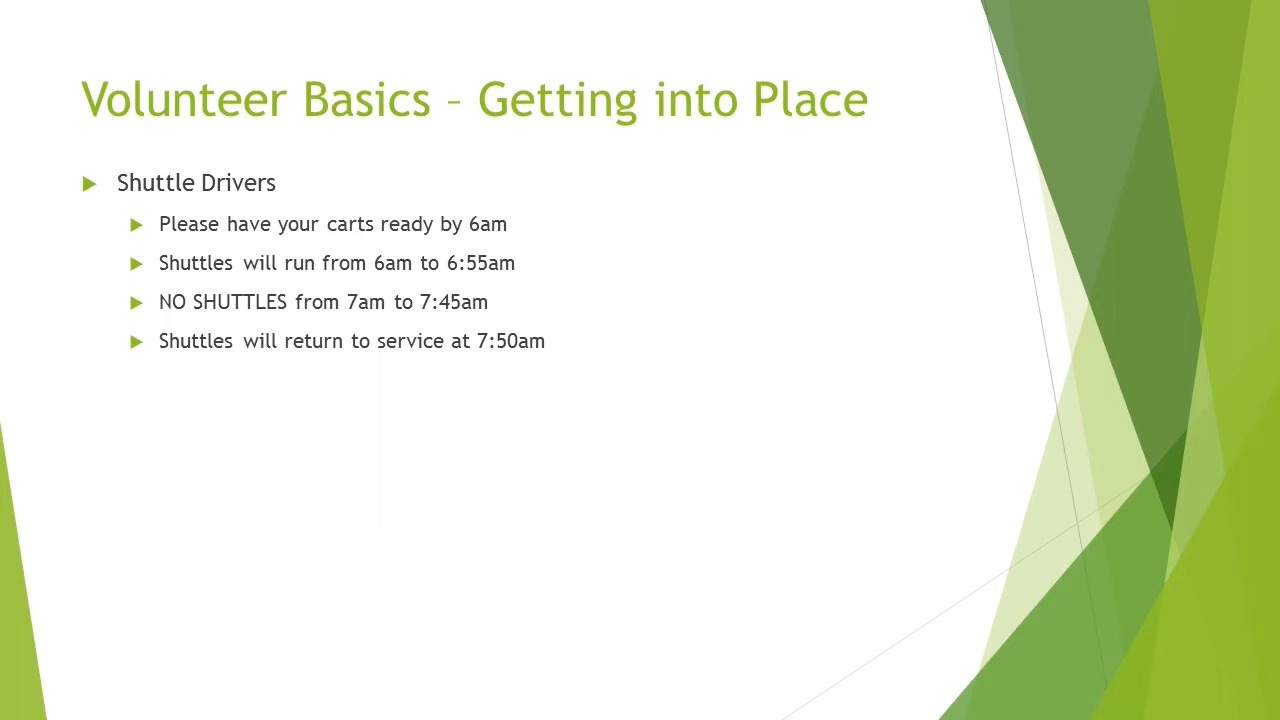 Volunteer Basics – Getting into Place
Shuttle Drivers
Please have your carts ready by 6am
Shuttles will run from 6am to 6:55am
NO SHUTTLES from 7am to 7:45am
Shuttles will return to service at 7:50am